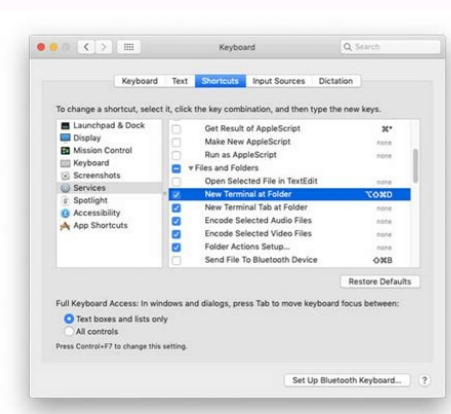 Keyboard
Search
Keyboard Text Shortcuts Input Sources Dictation
To change a shortcut, select it, click the key combination, and then type the new keys.
Launchpad & Dock
Display
Mission Control
Keyboard
Screenshots
Services
Spotlight
Accessibility
App Shortcuts
Get Result of AppleScript ⌘*
Make New AppleScript none
Run as AppleScript none
Files and Folders
Open Selected File in TextEdit none
New Terminal at Folder ⌥⇧⌘D
New Terminal Tab at Folder none
Encode Selected Audio Files none
Encode Selected Video Files none
Folder Actions Setup... none
Send File To Bluetooth Device ⇧⌘B
Restore Defaults
Full Keyboard Access: In windows and dialogs, press Tab to move keyboard focus between:
Text boxes and lists only
All controls
Press Control+F7 to change this setting.
Set Up Bluetooth Keyboard... ?